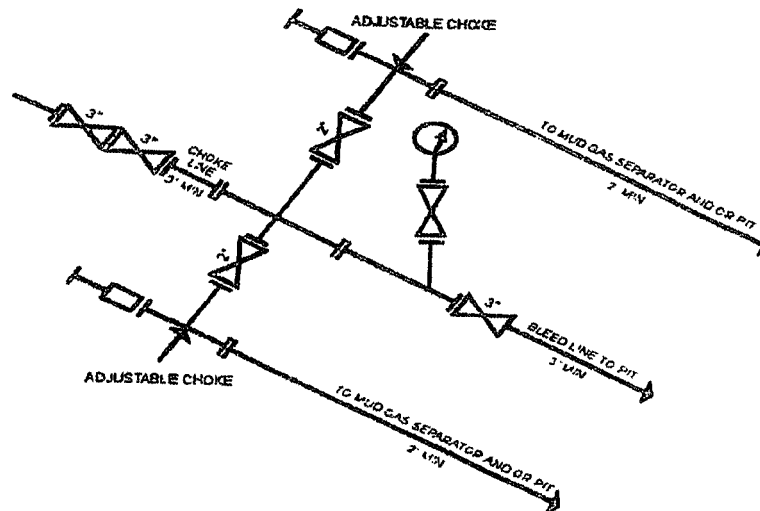 ADJUSTABLE CHOKE
3"
3"
CHOKE
LINE
3" MIN
2"
TO MUD GAS SEPARATOR AND OR PIT
2" MIN
2"
3"
BLEED LINE TO PIT
3" MIN
ADJUSTABLE CHOKE
TO MUD GAS SEPARATOR AND OR PIT
2" MIN